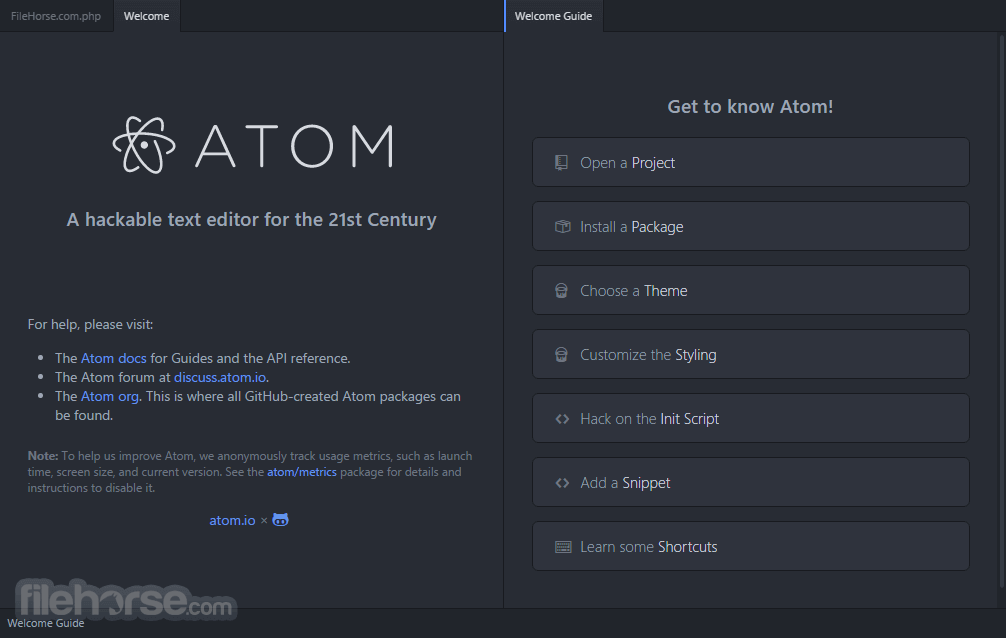 FileHorse.com.php
Welcome
Welcome Guide
ATOM
A hackable text editor for the 21st Century
For help, please visit:
The Atom docs for Guides and the API reference.
The Atom forum at discuss.atom.io.
The Atom org. This is where all GitHub-created Atom packages can
be found.
Note: To help us improve Atom, we anonymously track usage metrics, such as launch
time, screen size, and current version. See the atom/metrics package for details and
instructions to disable it.
atom.io ×
Get to know Atom!
Open a Project
Install a Package
Choose a Theme
Customize the Styling
Hack on the Init Script
Add a Snippet
Learn some Shortcuts
filehorse.com
Welcome Guide